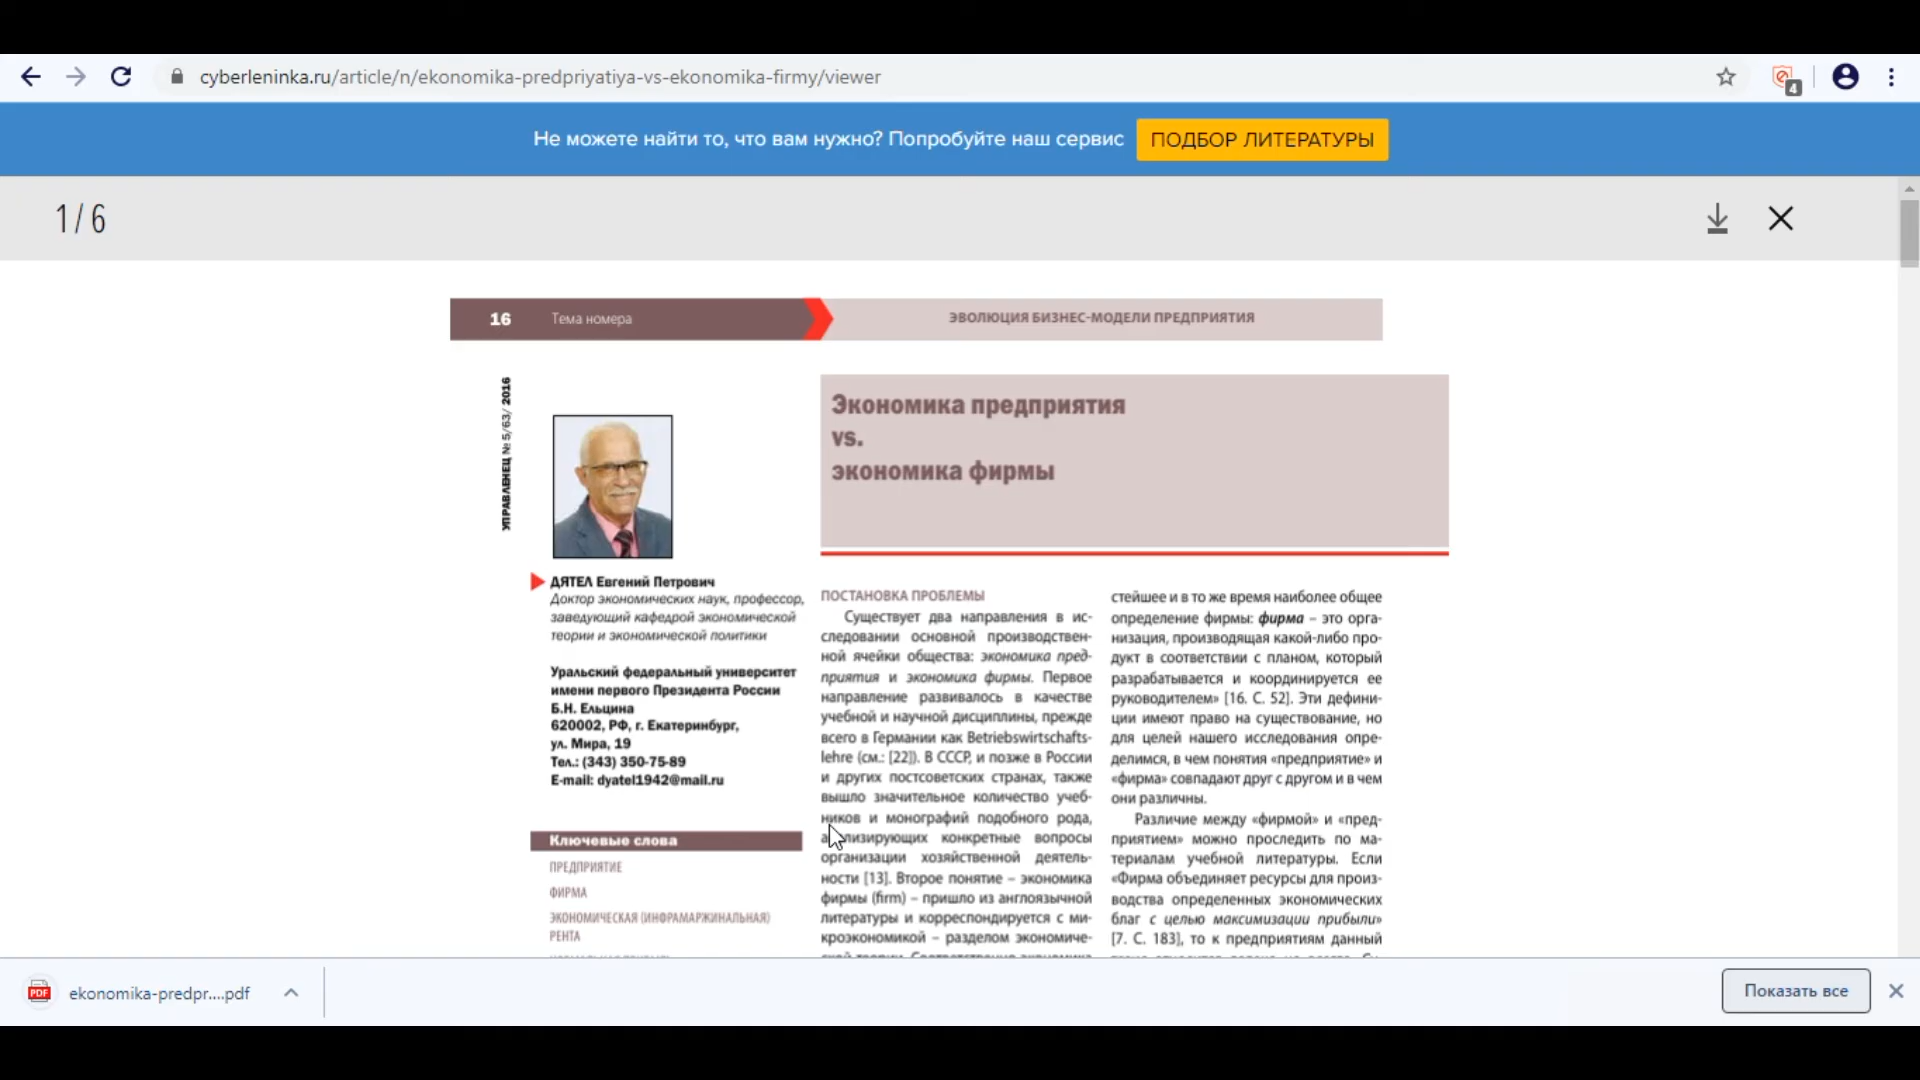 cyberleninka.ru/article/n/ekonomika-predpriyatiya-vs-ekonomika-firmy/viewer
4
Не можете найти то, что вам нужно? Попробуйте наш сервис ПОДБОР ЛИТЕРАТУРЫ
1 / 6
16 Тема номера ЭВОЛЮЦИЯ БИЗНЕС-МОДЕЛИ ПРЕДПРИЯТИЯ
УПРАВЛЕНЕЦ № 5/63/ 2016
Экономика предприятия
vs.
экономика фирмы
ДЯТЕЛ Евгений Петрович
Доктор экономических наук, профессор,
заведующий кафедрой экономической
теории и экономической политики
Уральский федеральный университет
имени первого Президента России
Б.Н. Ельцина
620002, РФ, г. Екатеринбург,
ул. Мира, 19
Тел.: (343) 350-75-89
E-mail: dyatel1942@mail.ru
Ключевые слова
ПРЕДПРИЯТИЕ
ФИРМА
ЭКОНОМИЧЕСКАЯ (ИНФРАМАРЖИНАЛЬНАЯ)
РЕНТА
ПОСТАНОВКА ПРОБЛЕМЫ
Существует два направления в ис-
следовании основной производствен-
ной ячейки общества: экономика пред-
приятия и экономика фирмы. Первое
направление развивалось в качестве
учебной и научной дисциплины, прежде
всего в Германии как Betriebswirtschafts-
lehre (см.: [22]). В СССР, и позже в России
и других постсоветских странах, также
вышло значительное количество учеб-
ников и монографий подобного рода,
анализирующих конкретные вопросы
организации хозяйственной деятель-
ности [13]. Второе понятие – экономика
фирмы (firm) – пришло из англоязычной
литературы и корреспондируется с ми-
кроэкономикой – разделом экономиче-
стейшее и в то же время наиболее общее
определение фирмы: фирма – это орга-
низация, производящая какой-либо про-
дукт в соответствии с планом, который
разрабатывается и координируется ее
руководителем» [16. С. 52]. Эти дефини-
ции имеют право на существование, но
для целей нашего исследования опре-
делимся, в чем понятия «предприятие» и
«фирма» совпадают друг с другом и в чем
они различны.
Различие между «фирмой» и «пред-
приятием» можно проследить по ма-
териалам учебной литературы. Если
«Фирма объединяет ресурсы для произ-
водства определенных экономических
благ с целью максимизации прибыли»
[7. С. 183], то к предприятиям данный
PDF ekonomika-predpr....pdf
Показать все